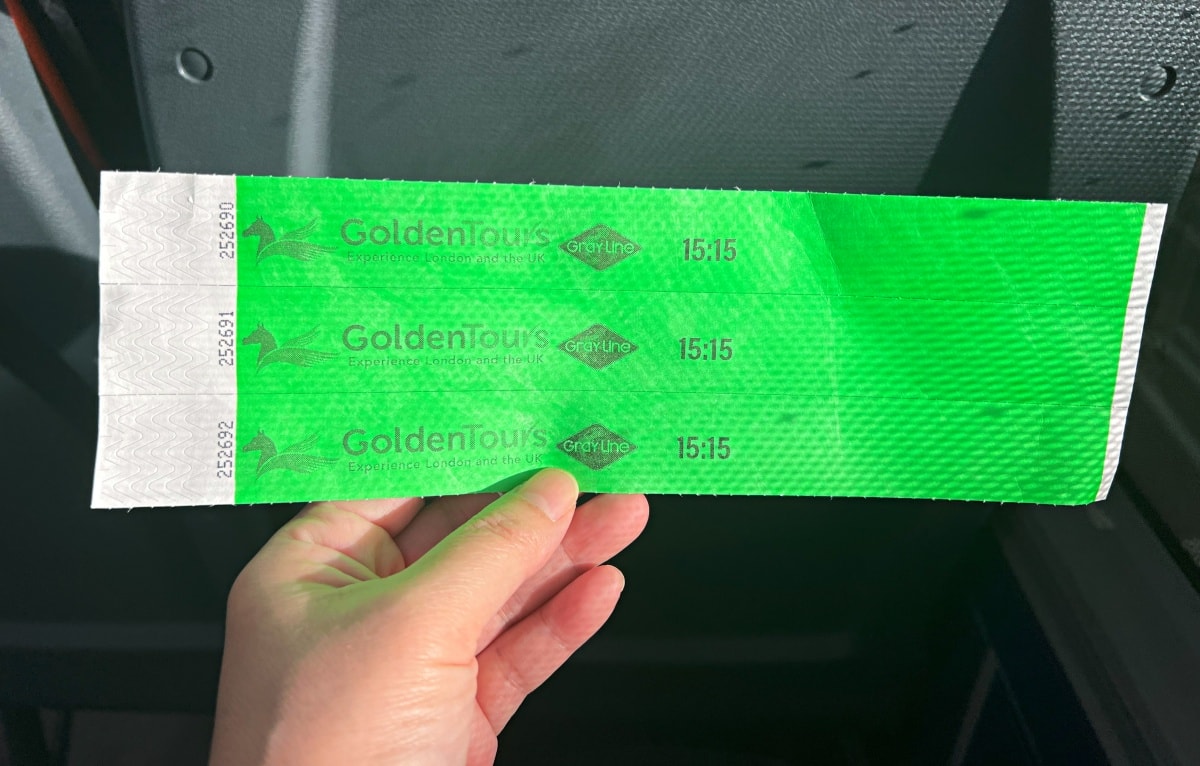 252690
GoldenTours
Experience London and the UK
Gray Line
15:15
252691
GoldenTours
Experience London and the UK
Gray Line
15:15
252692
GoldenTours
Experience London and the UK
Gray Line
15:15